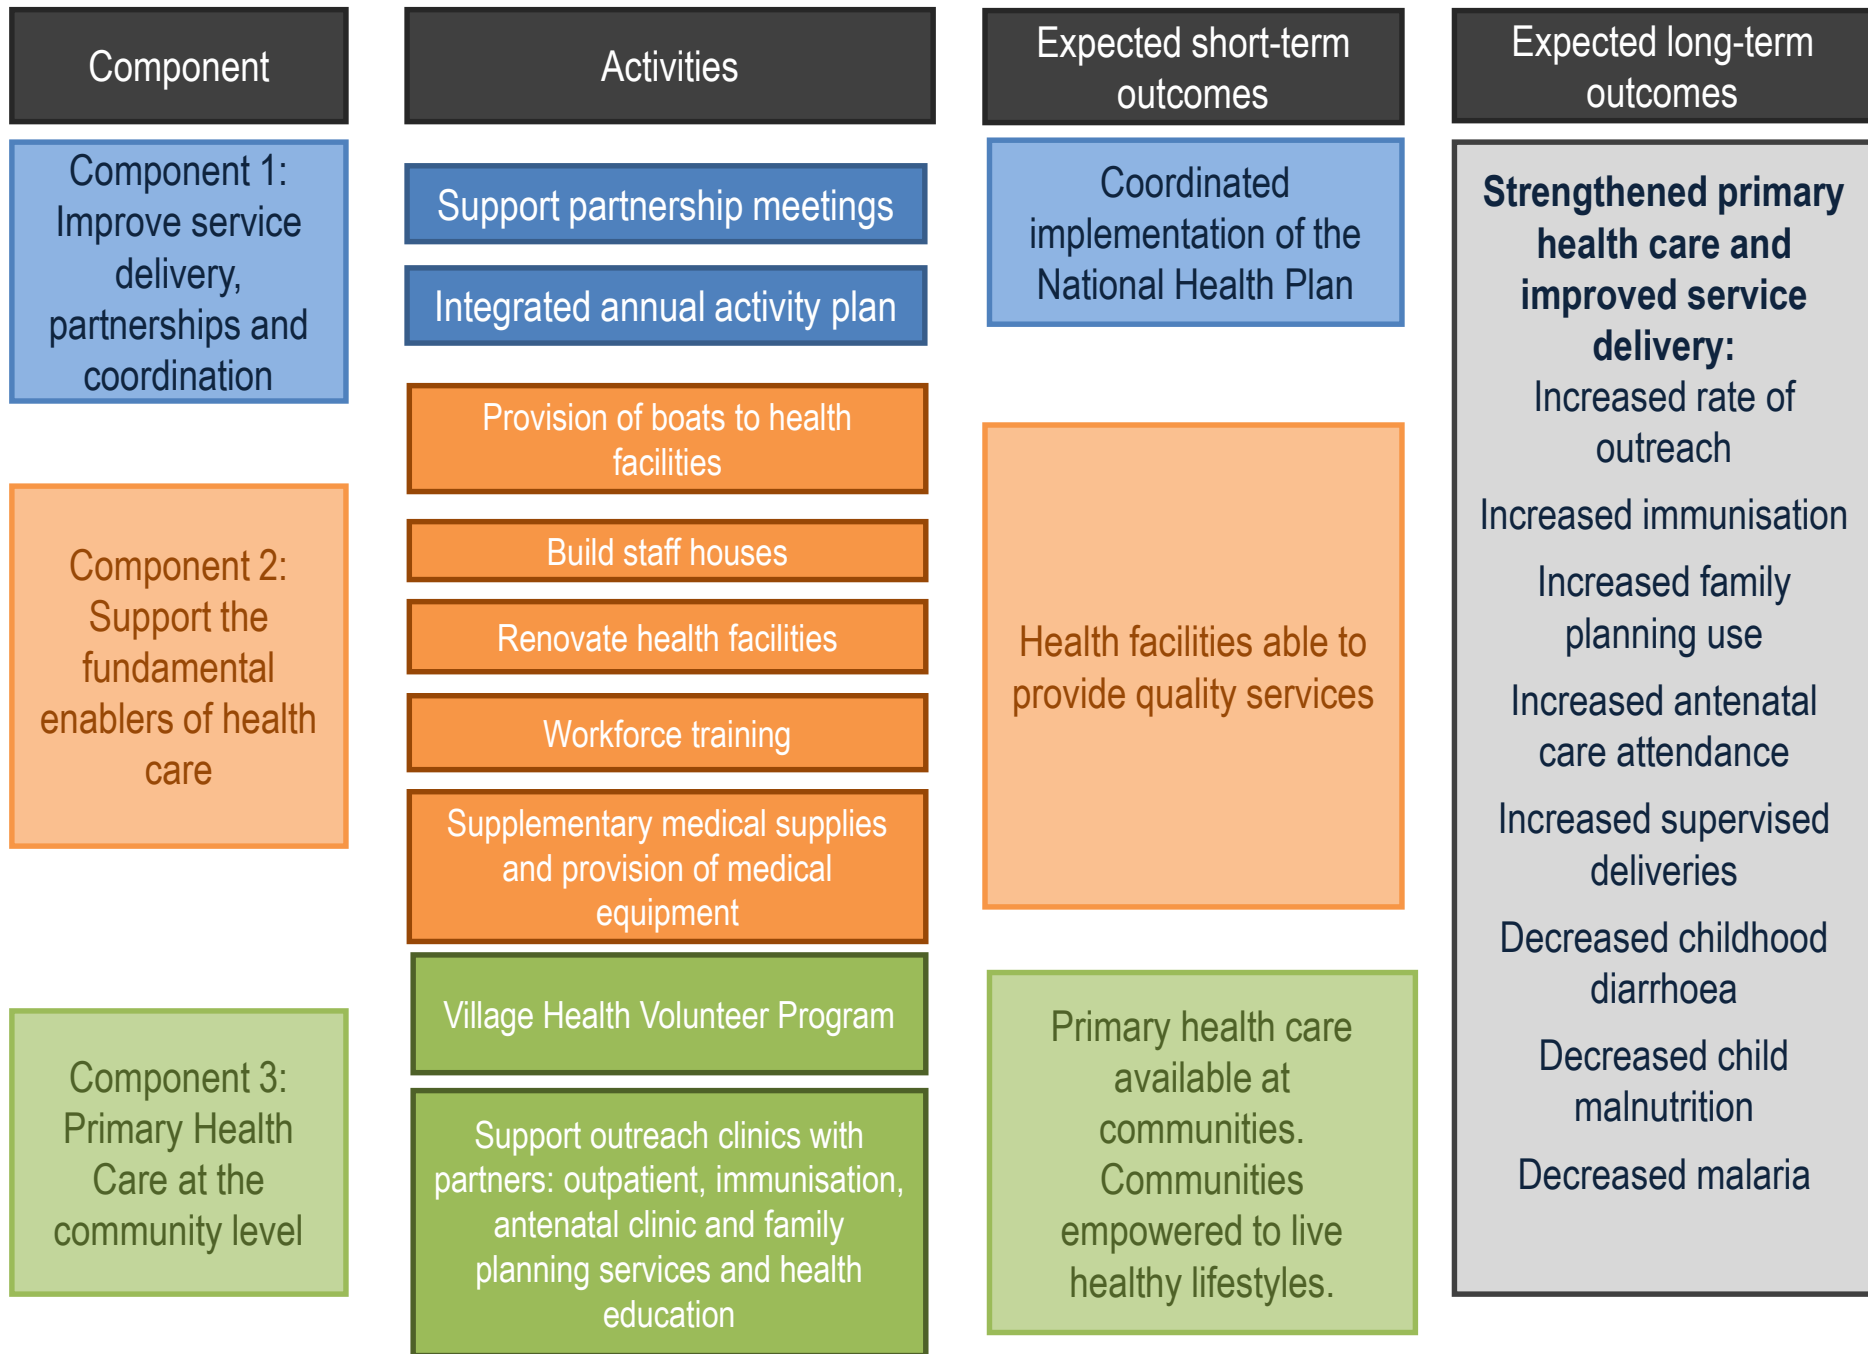 Component
Activities
Expected short-term
outcomes
Expected long-term
outcomes
Component 1:
Improve service
delivery,
partnerships and
coordination
Support partnership meetings
Integrated annual activity plan
Coordinated
implementation of the
National Health Plan
Component 2:
Support the
fundamental
enablers of health
care
Provision of boats to health
facilities
Build staff houses
Renovate health facilities
Workforce training
Supplementary medical supplies
and provision of medical
equipment
Health facilities able to
provide quality services
Component 3:
Primary Health
Care at the
community level
Village Health Volunteer Program
Support outreach clinics with
partners: outpatient, immunisation,
antenatal clinic and family
planning services and health
education
Primary health care
available at
communities.
Communities
empowered to live
healthy lifestyles.
Strengthened primary
health care and
improved service
delivery:
Increased rate of
outreach
Increased immunisation
Increased family
planning use
Increased antenatal
care attendance
Increased supervised
deliveries
Decreased childhood
diarrhoea
Decreased child
malnutrition
Decreased malaria